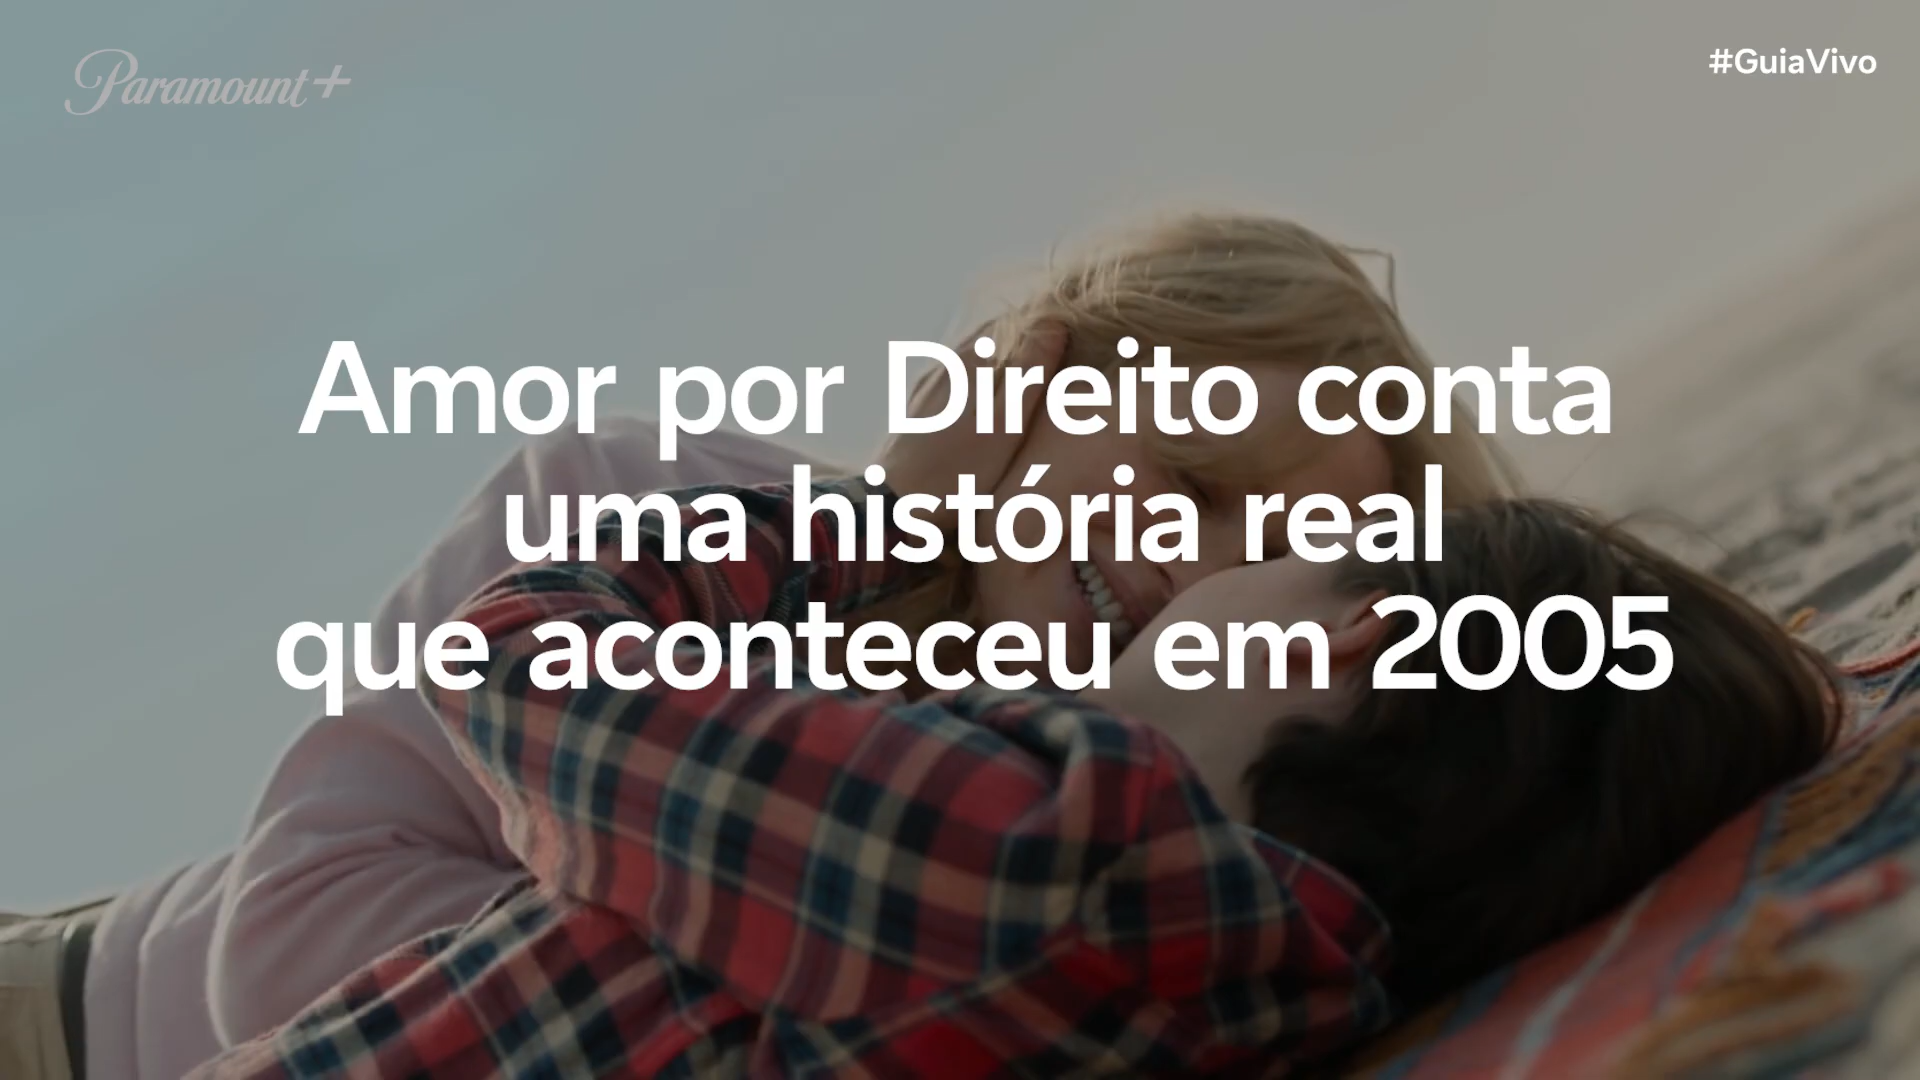 Paramount+
#GuiaVivo
Amor por Direito conta
uma história real
que aconteceu em 2005